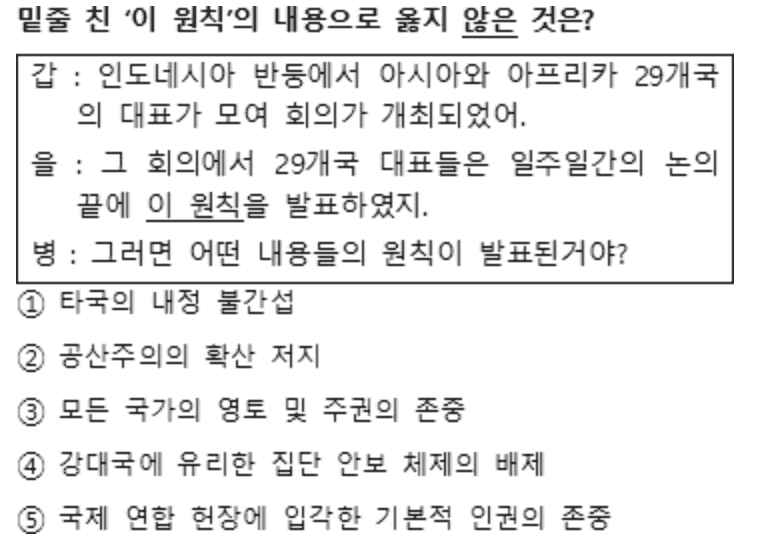 밑줄 친 '이 원칙'의 내용으로 옳지 않은 것은?
갑 : 인도네시아 반둥에서 아시아와 아프리카 29개국
의 대표가 모여 회의가 개최되었어.
을 : 그 회의에서 29개국 대표들은 일주일간의 논의
끝에 이 원칙을 발표하였지.
병 : 그러면 어떤 내용들의 원칙이 발표된거야?
① 타국의 내정 불간섭
② 공산주의의 확산 저지
③ 모든 국가의 영토 및 주권의 존중
④ 강대국에 유리한 집단 안보 체제의 배제
⑤ 국제 연합 헌장에 입각한 기본적 인권의 존중